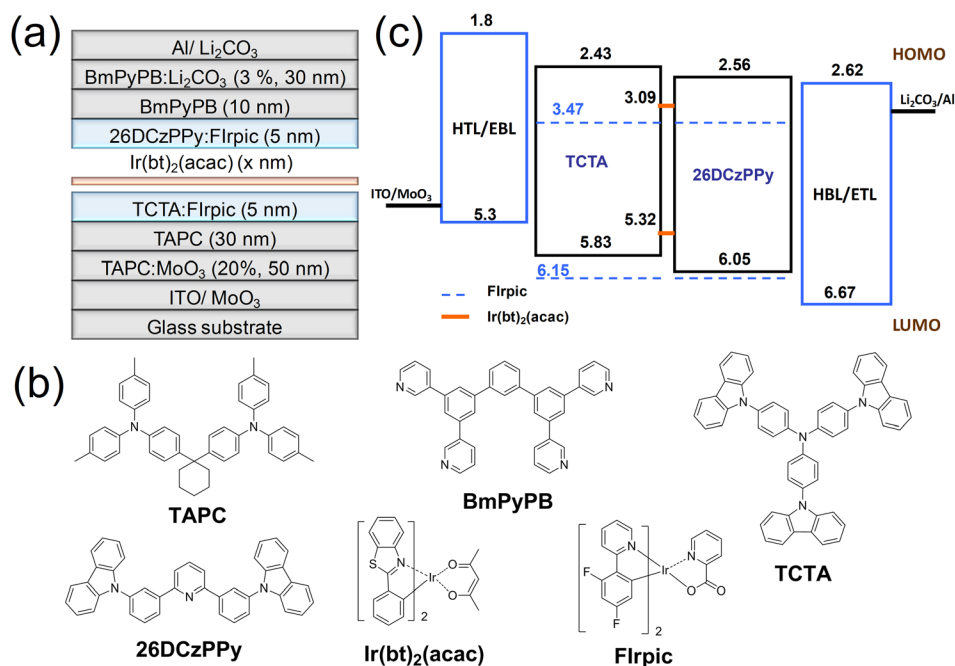 (a)
Al/ Li₂CO₃
BmPyPB:Li₂CO₃ (3 %, 30 nm)
BmPyPB (10 nm)
26DCzPPy:FIrpic (5 nm)
Ir(bt)₂(acac) (x nm)
TCTA:FIrpic (5 nm)
TAPC (30 nm)
TAPC:MoO₃ (20%, 50 nm)
ITO/ MoO₃
Glass substrate
(c)
1.8
2.43
2.56
2.62
HOMO
3.09
3.47
Li₂CO₃/Al
HTL/EBL
TCTA
26DCzPPy
HBL/ETL
ITO/MoO₃
5.3
5.32
5.83
6.05
6.15
6.67
FIrpic
Ir(bt)₂(acac)
LUMO
(b)
N
N
TAPC
N
N
N
N
BmPyPB
N
N
N
N
TCTA
N
N
N
26DCzPPy
N
S
Ir
O
O
2
Ir(bt)₂(acac)
N
N
Ir
F
F
O
O
2
FIrpic